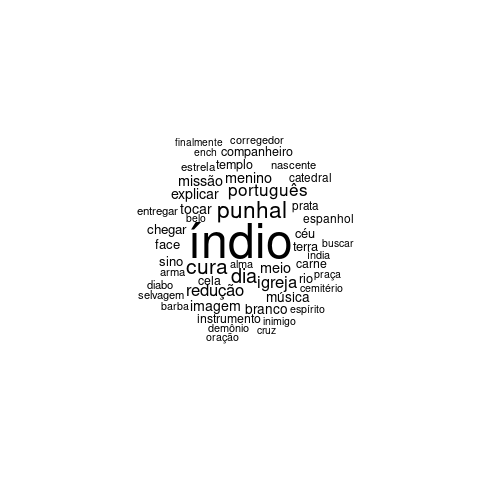 finalmente corregedor
ench companheiro
estrela templo nascente
missão menino catedral
explicar português
entregar tocar punhal prata
belo espanhol
chegar índio céu
face terra buscar
sino cura alma meio carne índia
arma dia igreja rio praça
diabo cela cemitério
selvagem redução música
barba imagem branco espírito
instrumento inimigo
demônio cruz
oração